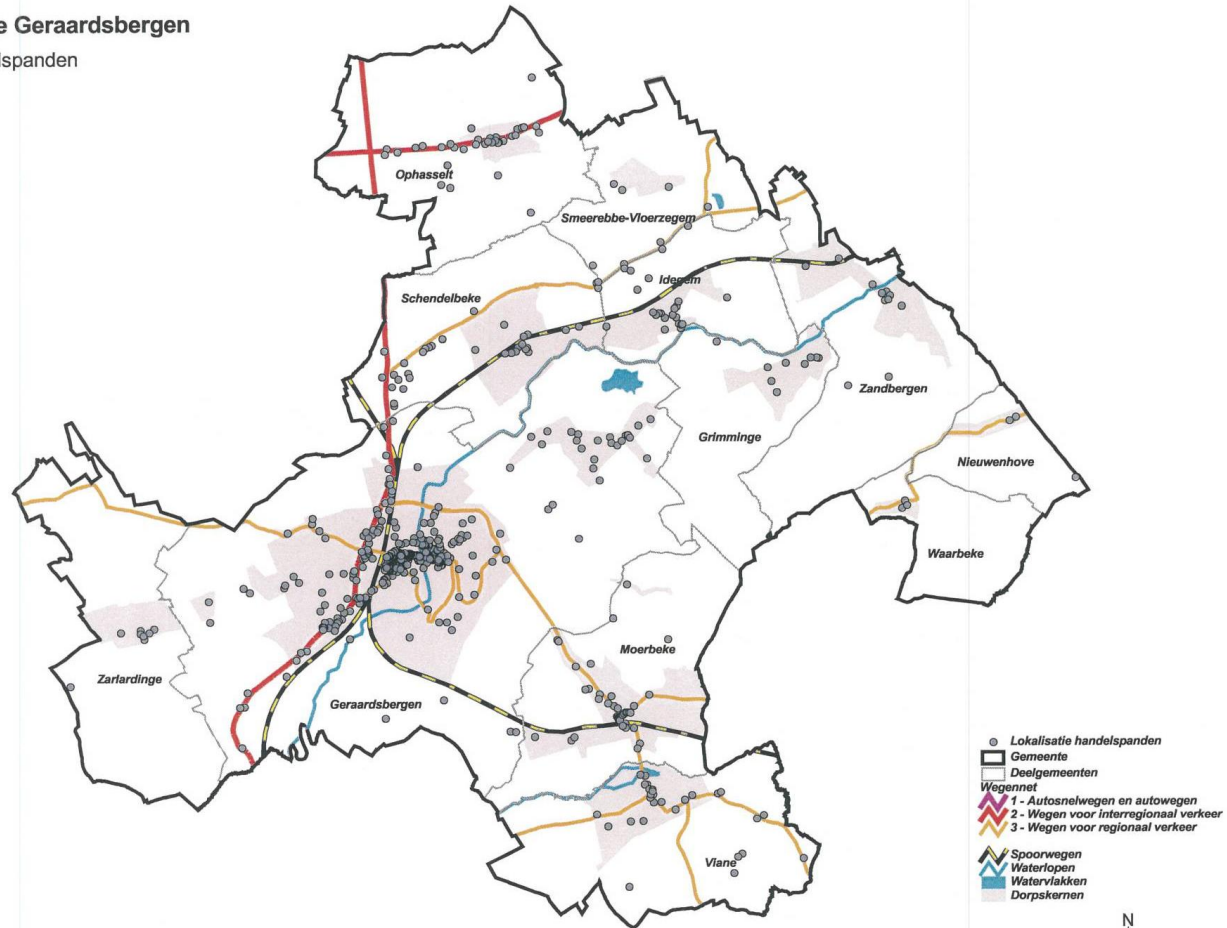 e Geraardsbergen
lspanden
Ophasselt
Smeerebbe-Vloerzegem
Idegem
Schendelbeke
Zandbergen
Grimminge
Nieuwenhove
Waarbeke
Moerbeke
Zarlardinge
Geraardsbergen
Viane
Lokalisatie handelspanden
Gemeente
Deelgemeenten
Wegennet
1 - Autosnelwegen en autowegen
2 - Wegen voor interregionaal verkeer
3 - Wegen voor regionaal verkeer
Spoorwegen
Waterlopen
Watervlakken
Dorpskernen
N